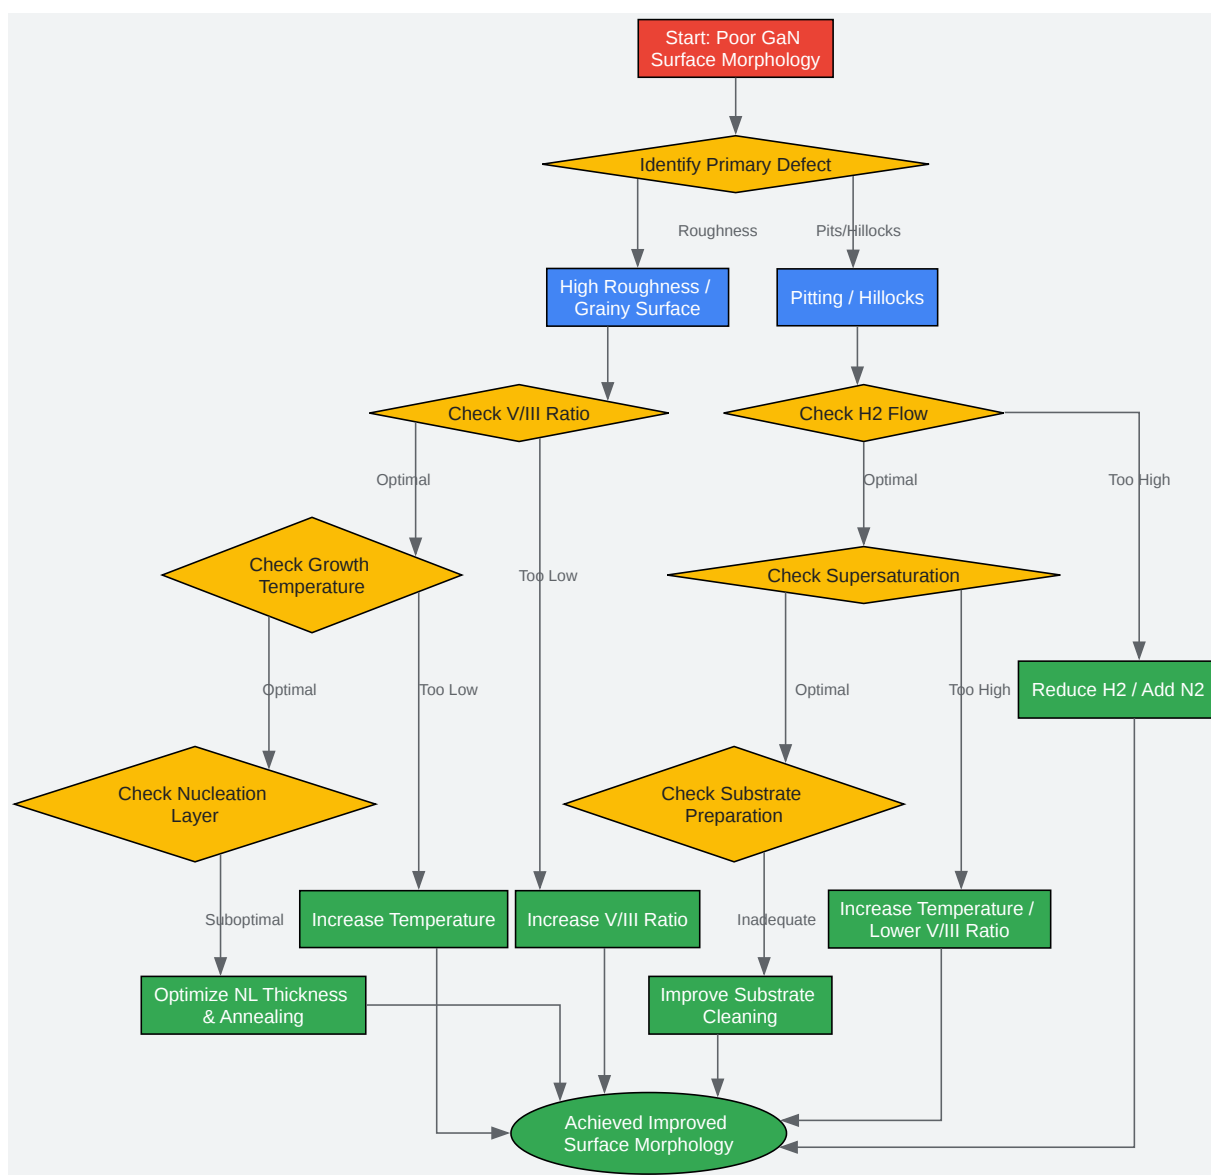 Start: Poor GaN
Surface Morphology
Identify Primary Defect
Roughness
Pits/Hillocks
High Roughness /
Grainy Surface
Pitting / Hillocks
Check V/III Ratio
Check H2 Flow
Optimal
Optimal
Too High
Check Growth
Temperature
Too Low
Check Supersaturation
Optimal
Too Low
Optimal
Too High
Reduce H2 / Add N2
Check Nucleation
Layer
Check Substrate
Preparation
Suboptimal
Increase Temperature
Increase V/III Ratio
Inadequate
Increase Temperature /
Lower V/III Ratio
Optimize NL Thickness
& Annealing
Improve Substrate
Cleaning
Achieved Improved
Surface Morphology